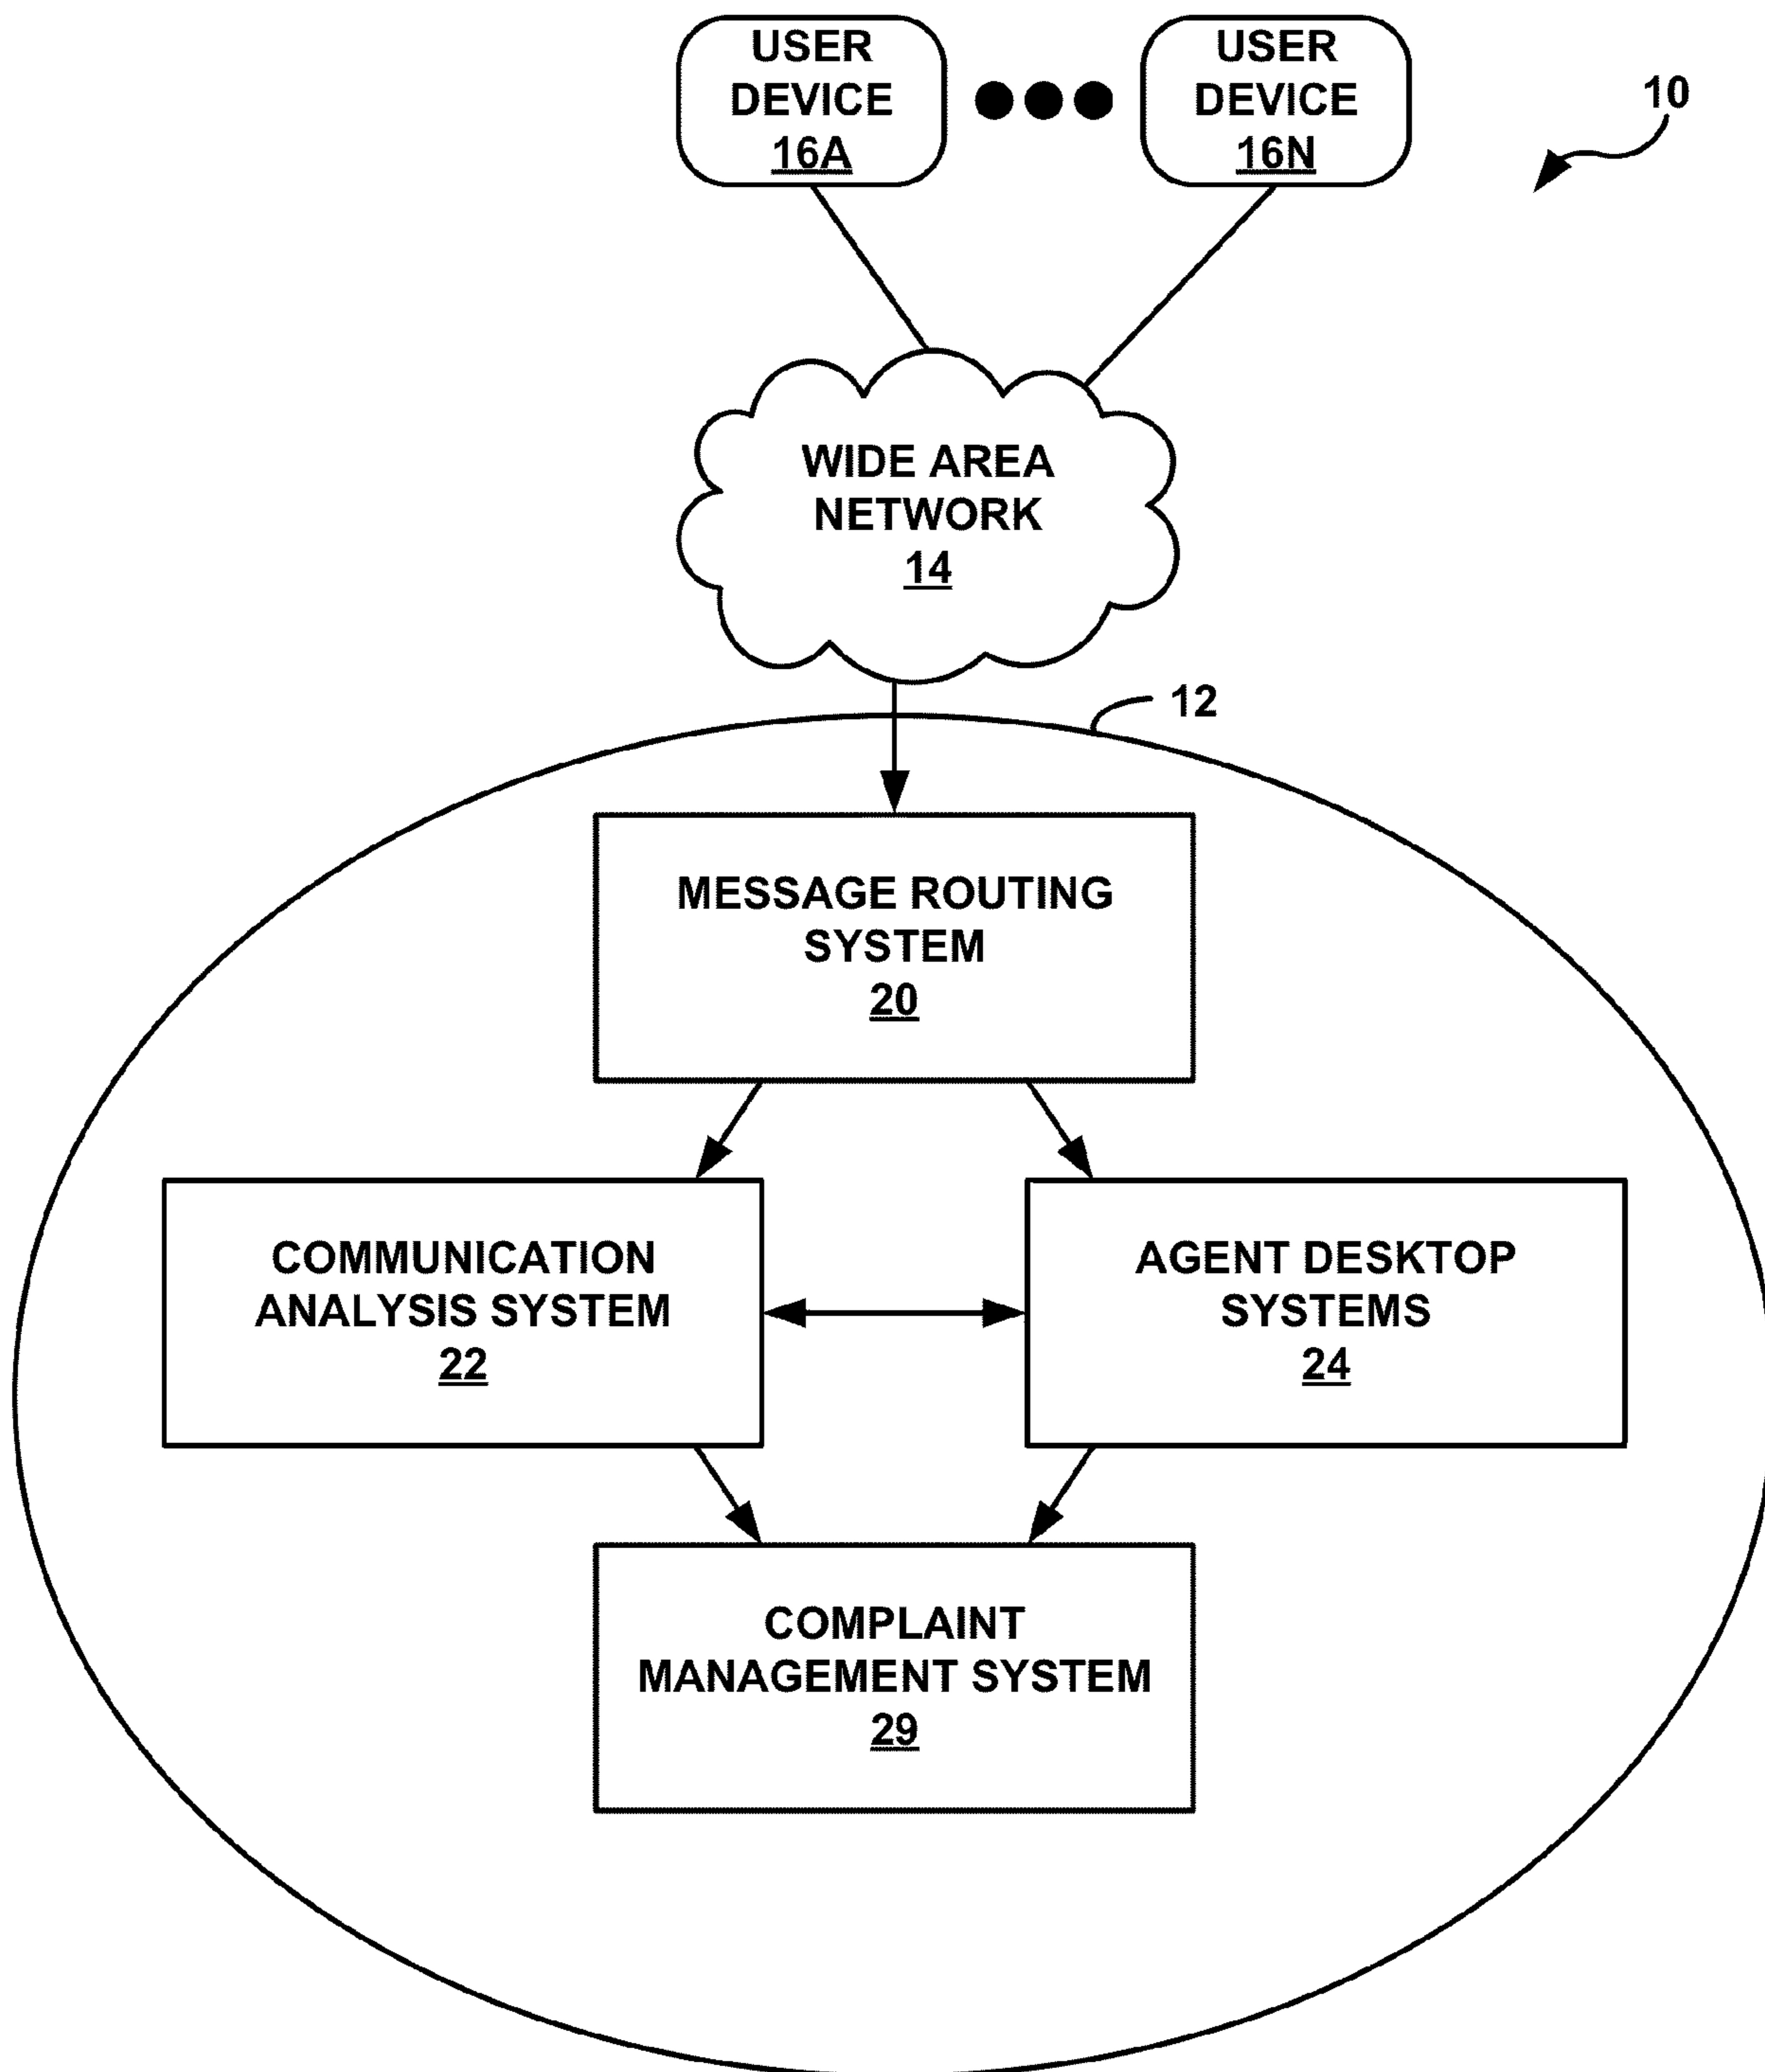 USER
DEVICE
16A
USER
DEVICE
16N
10
WIDE AREA
NETWORK
14
12
MESSAGE ROUTING
SYSTEM
20
COMMUNICATION
ANALYSIS SYSTEM
22
AGENT DESKTOP
SYSTEMS
24
COMPLAINT
MANAGEMENT SYSTEM
29